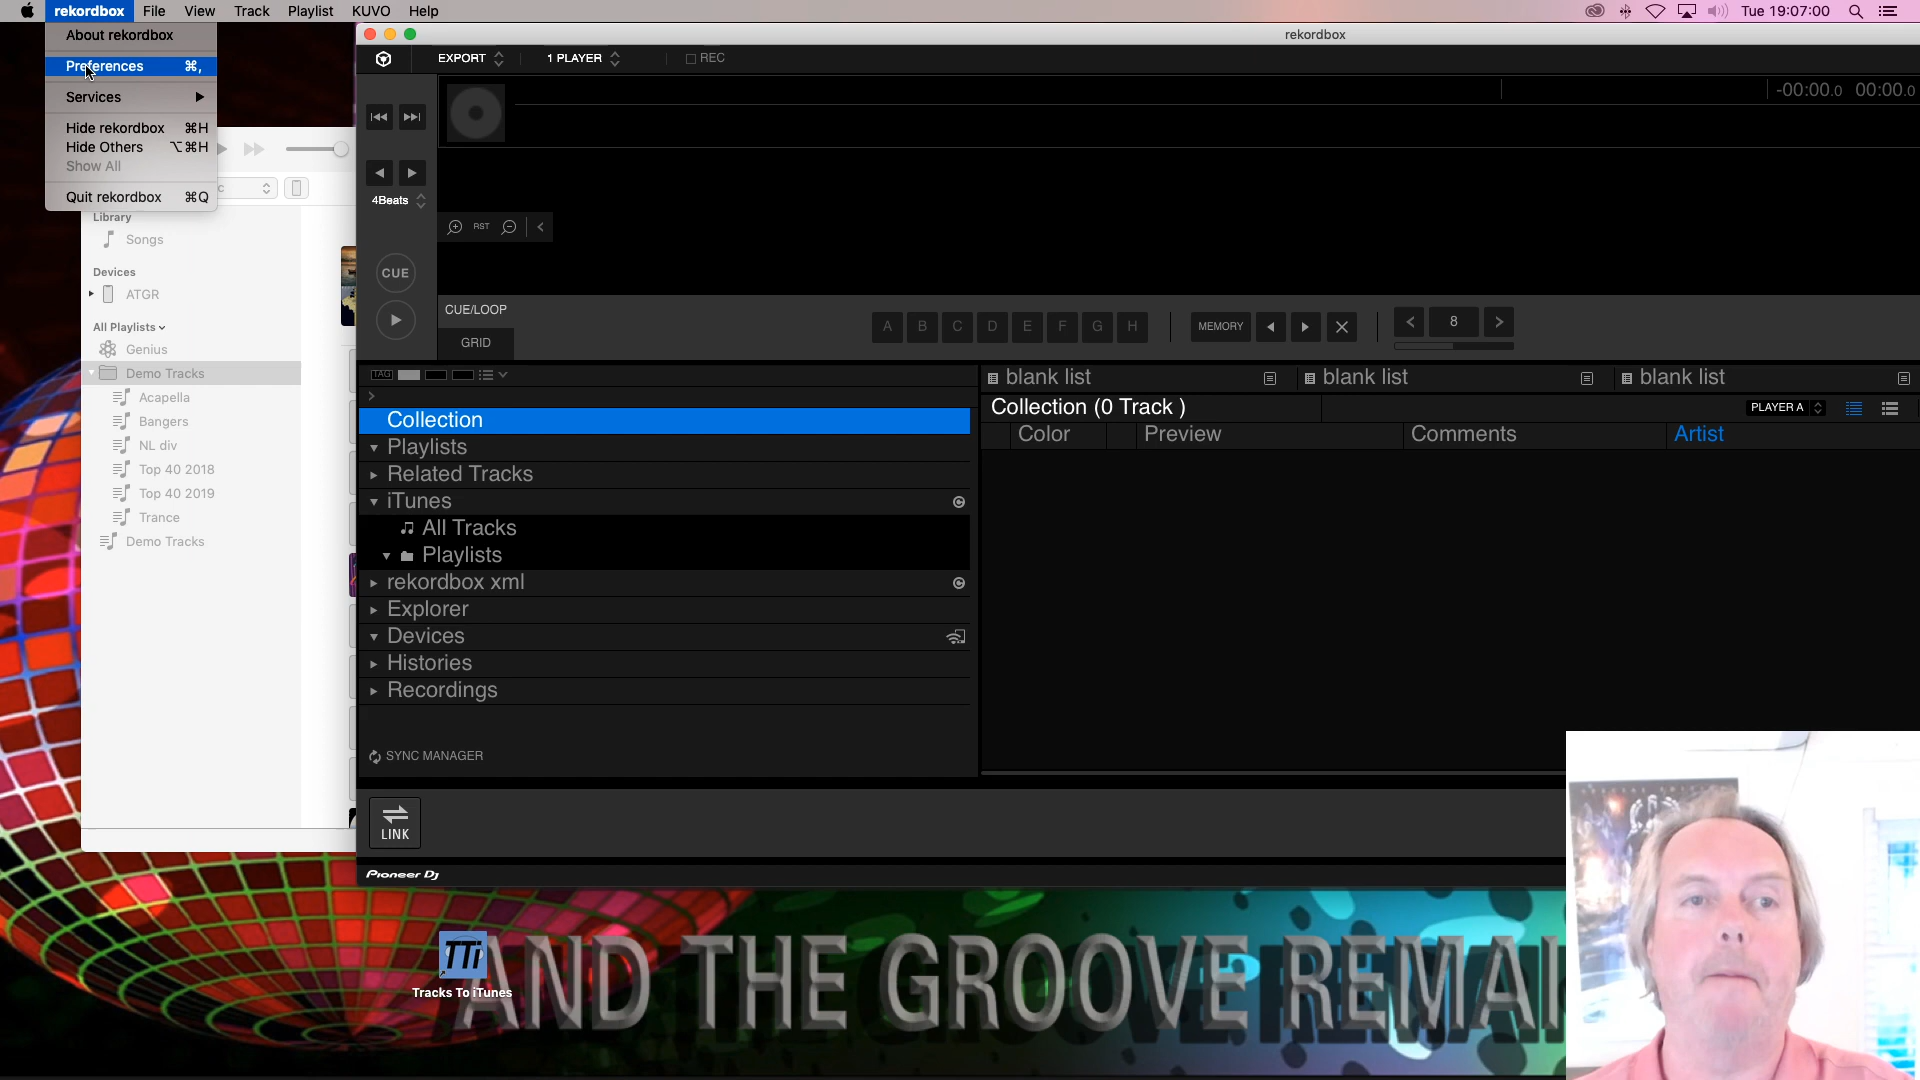 rekordbox File View Track Playlist KUVO Help Tue 19:07:00
About rekordbox
Preferences ⌘,
Services
Hide rekordbox ⌘H
Hide Others ⌥⌘H
Show All
Quit rekordbox ⌘Q
Library
Songs
Devices
ATGR
All Playlists
Genius
Demo Tracks
Acapella
Bangers
NL div
Top 40 2018
Top 40 2019
Trance
Demo Tracks
rekordbox
EXPORT 1 PLAYER REC
-00:00.0 00:00.0
4Beats
RST
CUE
CUE/LOOP
GRID
A B C D E F G H MEMORY 8
TAG
Collection
Playlists
Related Tracks
iTunes
All Tracks
Playlists
rekordbox xml
Explorer
Devices
Histories
Recordings
SYNC MANAGER
blank list blank list blank list
Collection (0 Track ) PLAYER A
Color Preview Comments Artist
LINK
Pioneer Dj
TTi
Tracks To iTunes
AND THE GROOVE REMAI